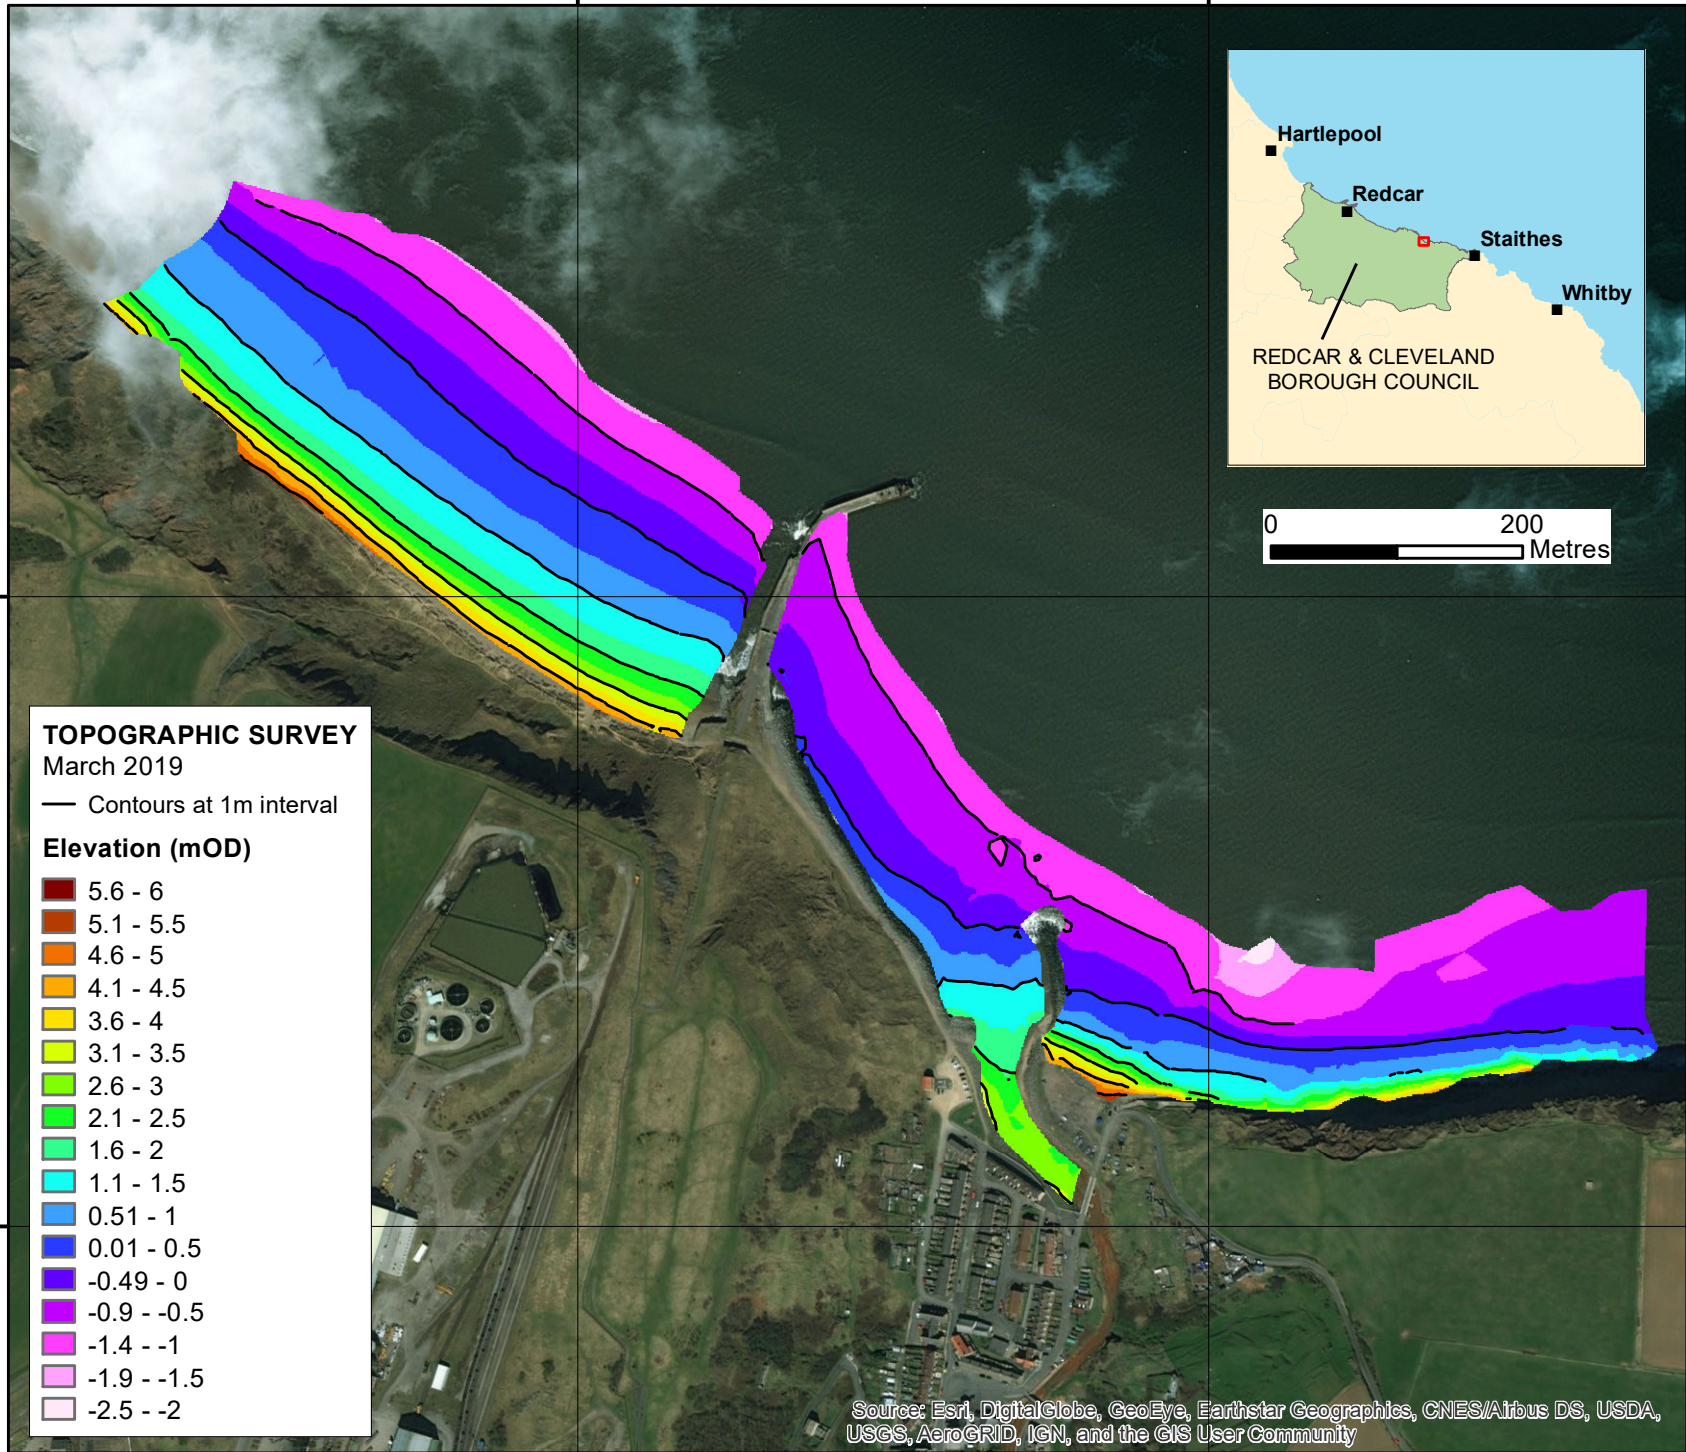 Hartlepool
Redcar
Staithes
Whitby
REDCAR & CLEVELAND
BOROUGH COUNCIL
0 200
Metres
TOPOGRAPHIC SURVEY
March 2019
Contours at 1m interval
Elevation (mOD)
5.6 - 6
5.1 - 5.5
4.6 - 5
4.1 - 4.5
3.6 - 4
3.1 - 3.5
2.6 - 3
2.1 - 2.5
1.6 - 2
1.1 - 1.5
0.51 - 1
0.01 - 0.5
-0.49 - 0
-0.9 - -0.5
-1.4 - -1
-1.9 - -1.5
-2.5 - -2
Source: Esri, DigitalGlobe, GeoEye, Earthstar Geographics, CNES/Airbus DS, USDA,
USGS, AeroGRID, IGN, and the GIS User Community